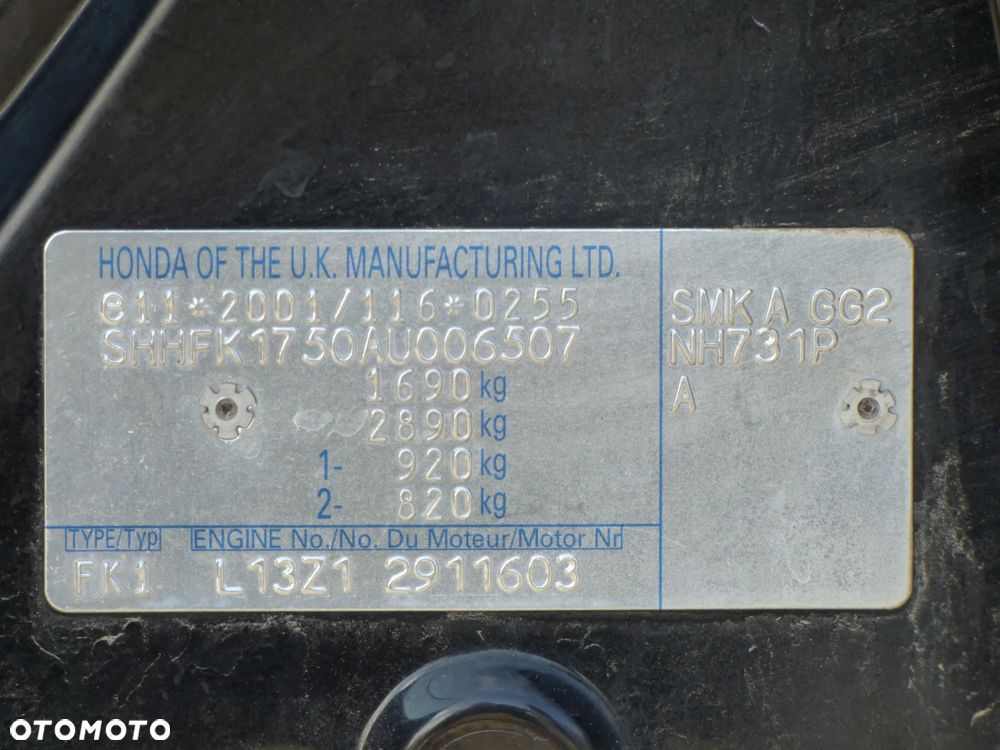 HONDA OF THE U.K. MANUFACTURING LTD.
e11*2001/116*0255
SHHFK1750AU006507
1690 kg
2890 kg
1- 920 kg
2- 820 kg
TYPE/Typ ENGINE No./No. Du Moteur/Motor Nr
FK1 L13Z1 2911603
SMK A GG2
NH731P
A
OTOMOTO